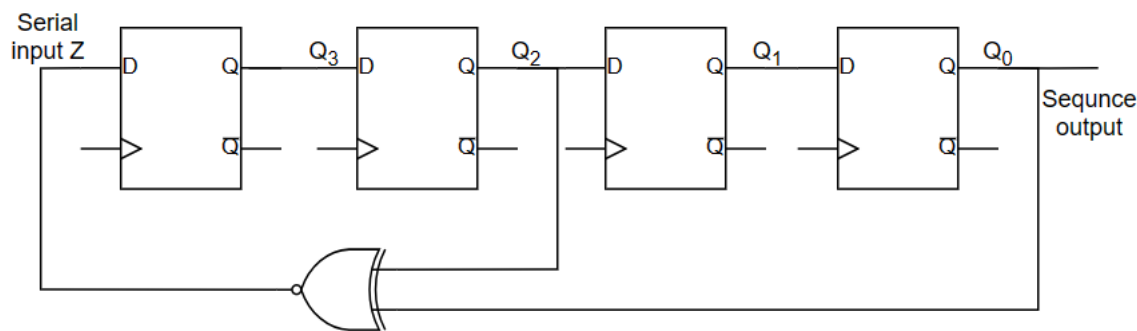 Serial
input Z
D Q Q̅
Q₃
D Q Q̅
Q₂
D Q Q̅
Q₁
D Q Q̅
Q₀
Sequnce
output